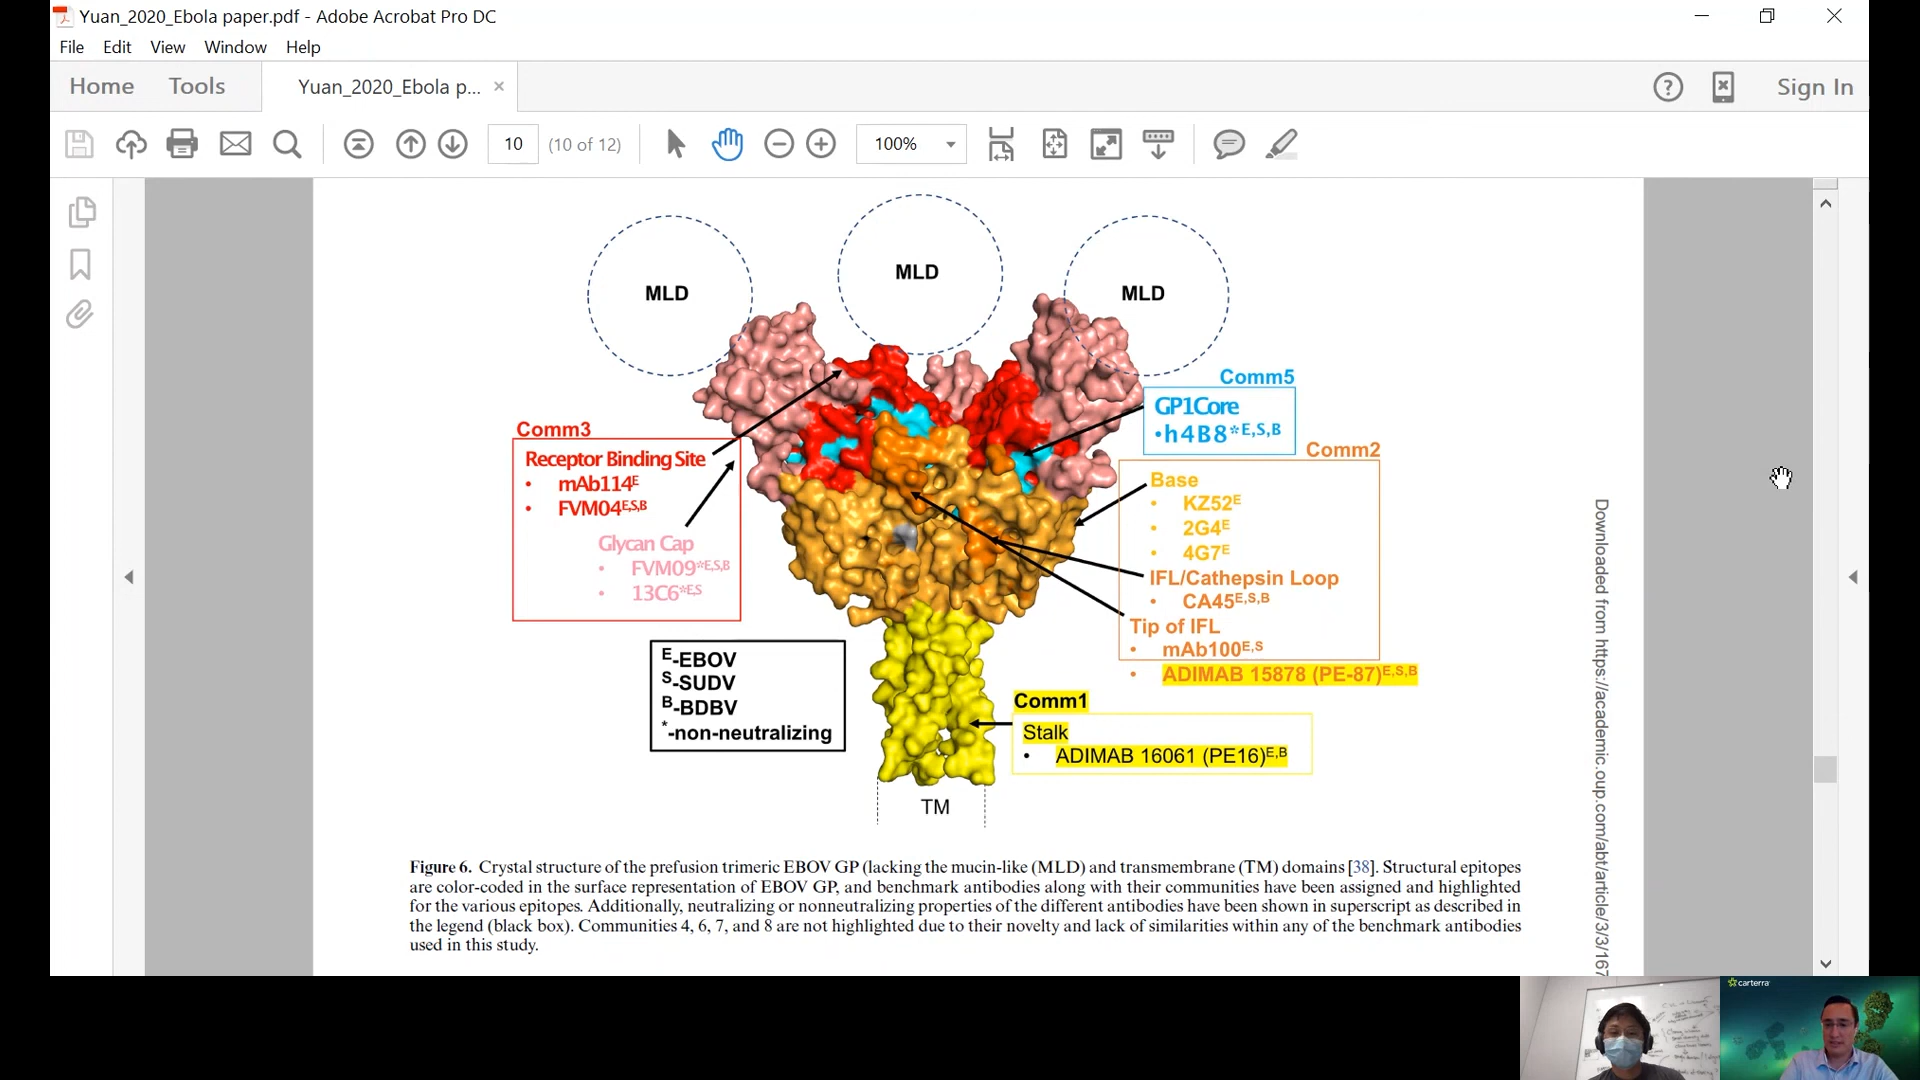 Yuan_2020_Ebola paper.pdf - Adobe Acrobat Pro DC
File Edit View Window Help
Home Tools Yuan_2020_Ebola p... × Sign In
10 (10 of 12) 100%
MLD
MLD
MLD
Comm5
GP1Core
•h4B8*E,S,B
Comm3
Receptor Binding Site
• mAb114E
• FVM04E,S,B
Glycan Cap
• FVM09*E,S,B
• 13C6*E,S
Comm2
Base
• KZ52E
• 2G4E
• 4G7E
IFL/Cathepsin Loop
• CA45E,S,B
Tip of IFL
• mAb100E,S
• ADIMAB 15878 (PE-87)E,S,B
E-EBOV
S-SUDV
B-BDBV
*-non-neutralizing
Comm1
Stalk
• ADIMAB 16061 (PE16)E,B
TM
Downloaded from https://academic.oup.com/abt/article/3/3/167
Figure 6. Crystal structure of the prefusion trimeric EBOV GP (lacking the mucin-like (MLD) and transmembrane (TM) domains [38]. Structural epitopes
are color-coded in the surface representation of EBOV GP, and benchmark antibodies along with their communities have been assigned and highlighted
for the various epitopes. Additionally, neutralizing or nonneutralizing properties of the different antibodies have been shown in superscript as described in
the legend (black box). Communities 4, 6, 7, and 8 are not highlighted due to their novelty and lack of similarities within any of the benchmark antibodies
used in this study.
carterra